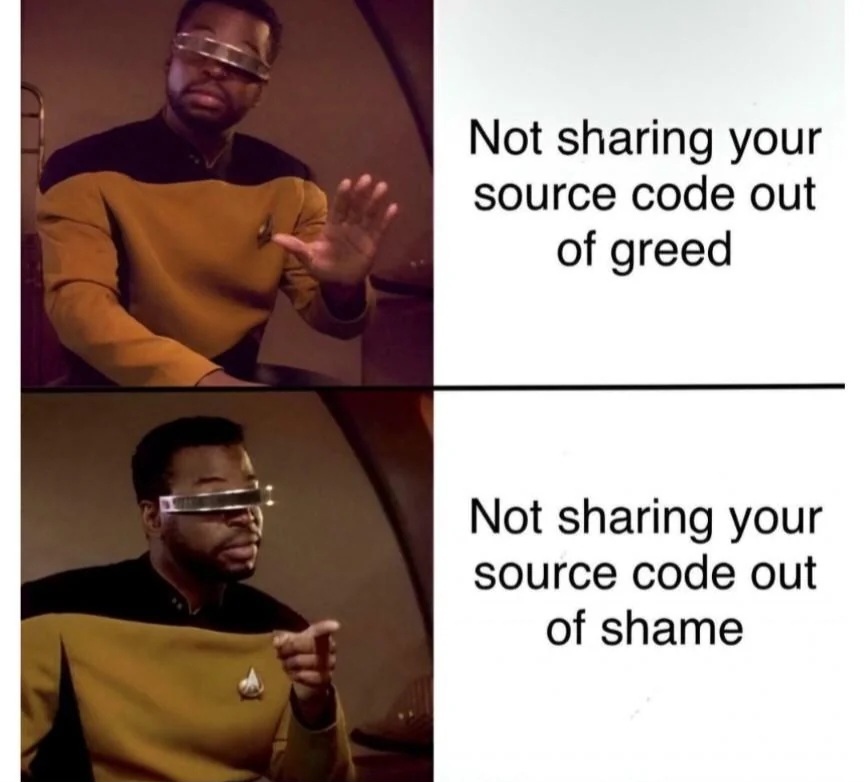 Not sharing your
source code out
of greed
Not sharing your
source code out
of shame